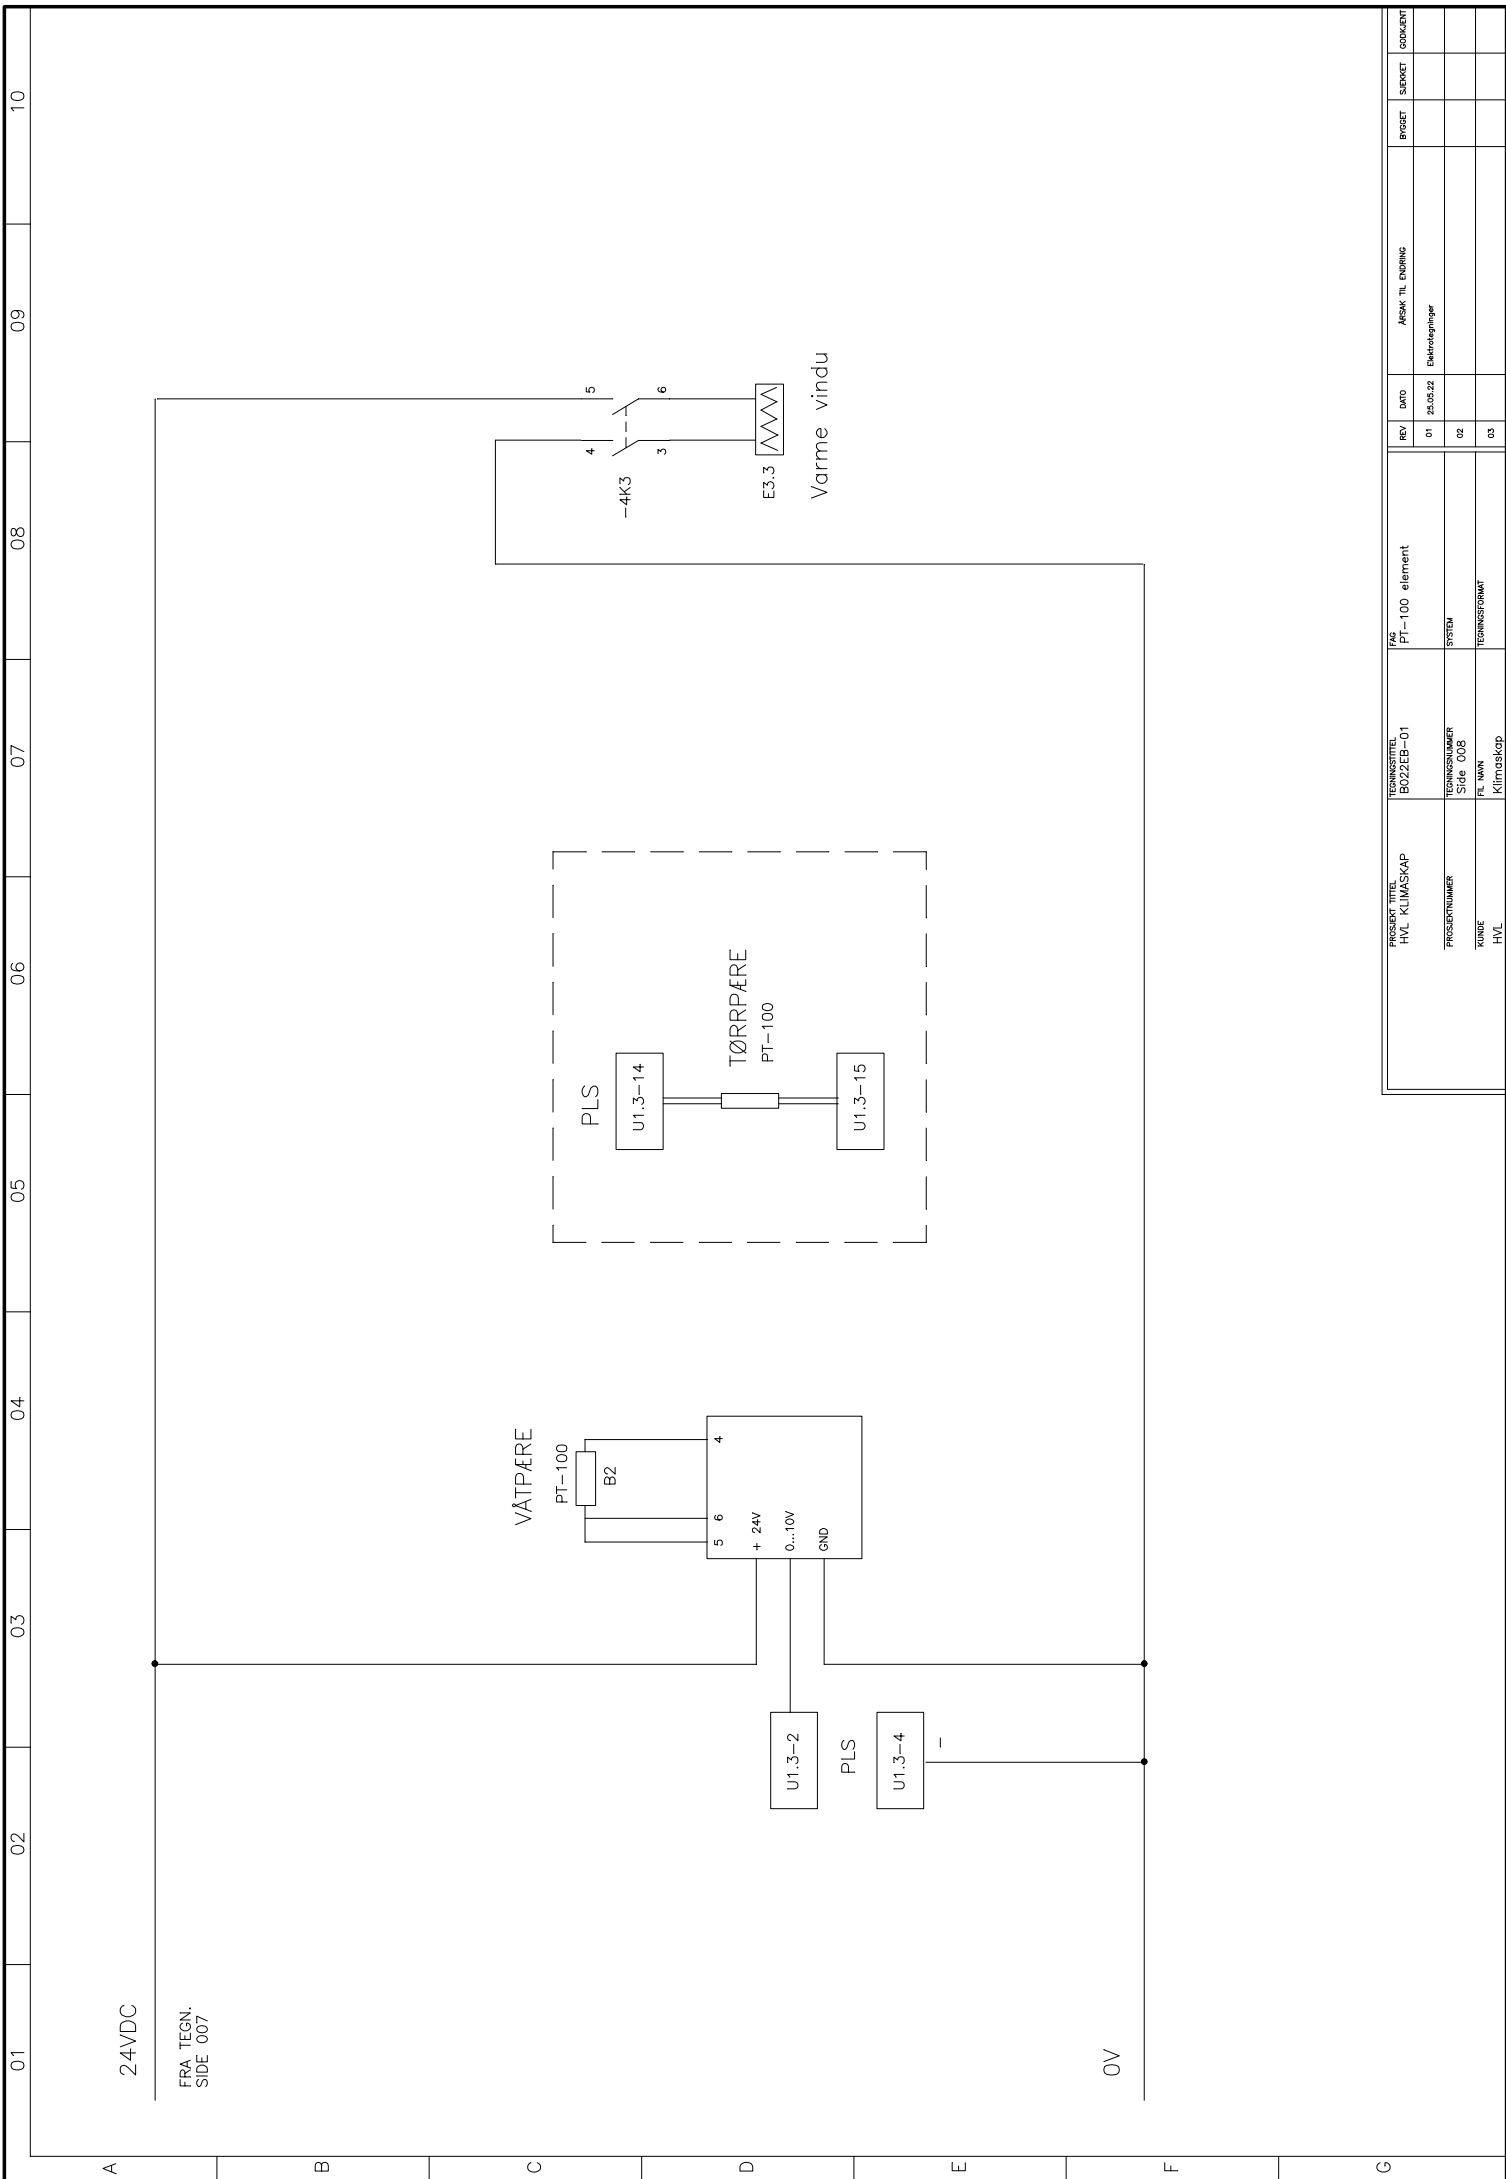 01 02 03 04 05 06 07 08 09 10
A
B
C
D
E
F
G
24VDC
FRA TEGN.
SIDE 007
0V
U1.3-2
PLS
U1.3-4
-
VÅTPÆRE
PT-100
B2
5 6 4
+ 24V
0...10V
GND
PLS
U1.3-14
TØRRPÆRE
PT-100
U1.3-15
4 5
-4K3
3 6
E3.3
Varme vindu
PROSJEKT TITTEL
HVL KLIMASKAP
PROSJEKTNUMMER
KUNDE
HVL
TEGNINGSTITTEL
B022EB-01
TEGNINGSNUMMER
Side 008
FIL NAVN
Klimaskap
FAG
PT-100 element
SYSTEM
TEGNINGSFORMAT
REV DATO ÅRSAK TIL ENDRING BYGGET SJEKKET GODKJENT
01 25.05.22 Elektrotegninger
02
03